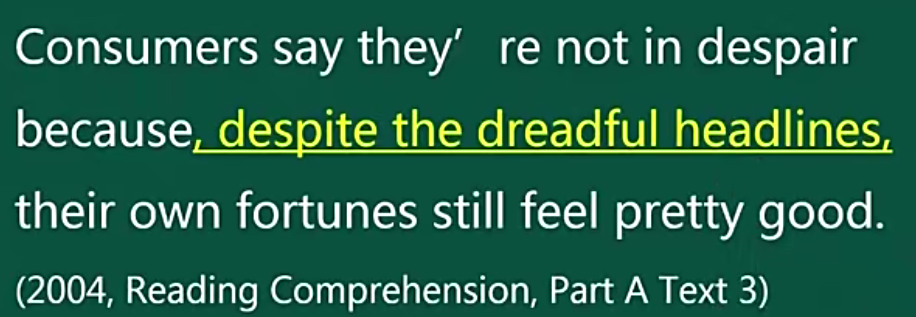 Consumers say they’ re not in despair
because, despite the dreadful headlines,
their own fortunes still feel pretty good.
(2004, Reading Comprehension, Part A Text 3)